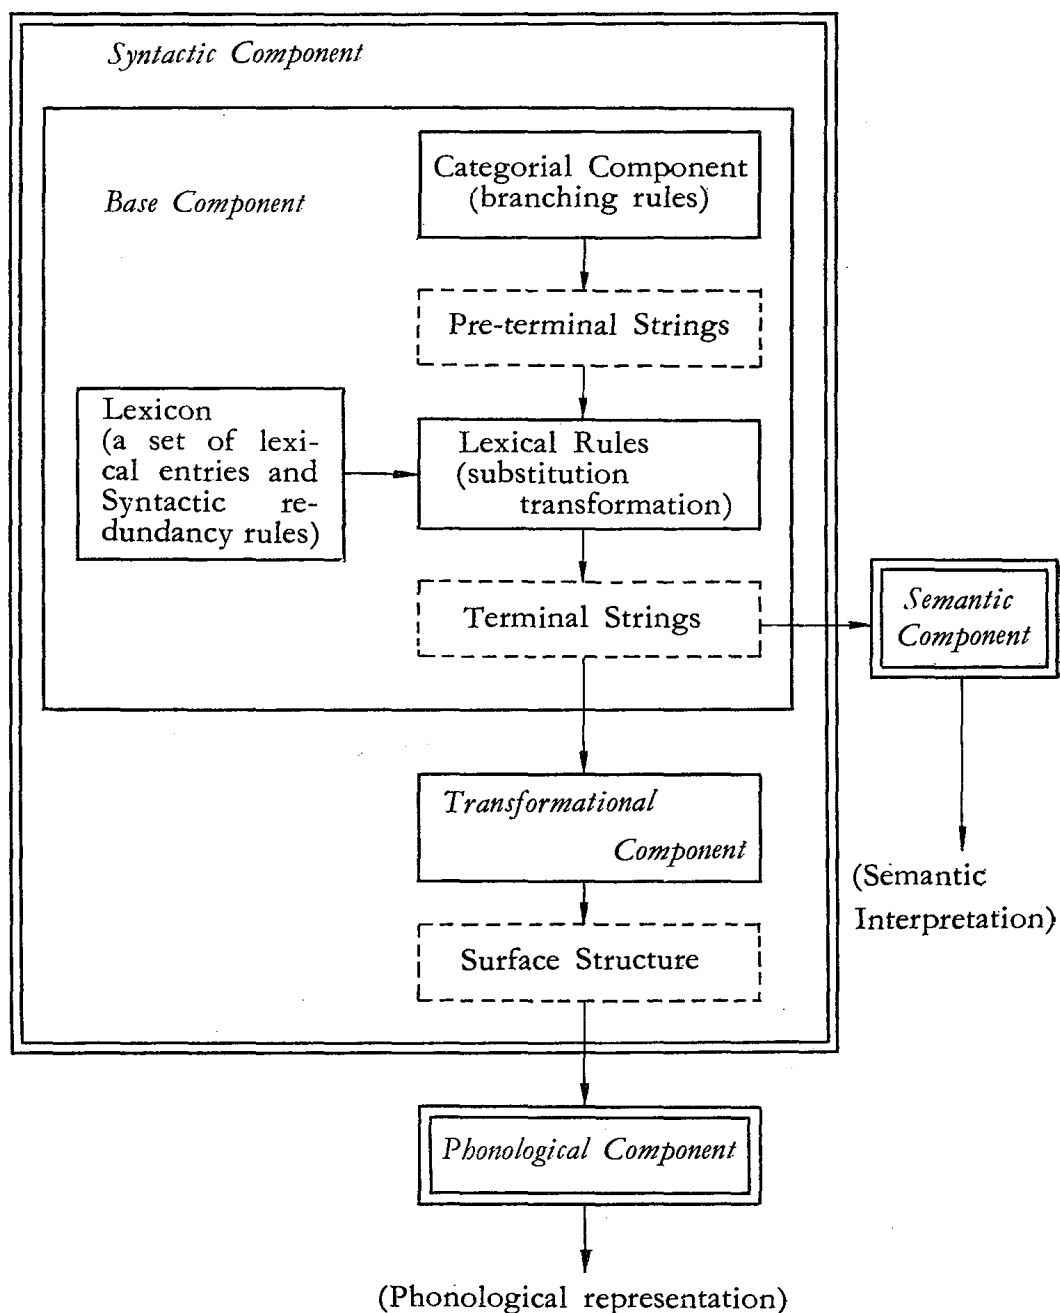 Syntactic Component
Base Component
Categorial Component
(branching rules)
Pre-terminal Strings
Lexicon
(a set of lexi-
cal entries and
Syntactic re-
dundancy rules)
Lexical Rules
(substitution
transformation)
Terminal Strings
Semantic
Component
Transformational
Component
(Semantic
Interpretation)
Surface Structure
Phonological Component
(Phonological representation)